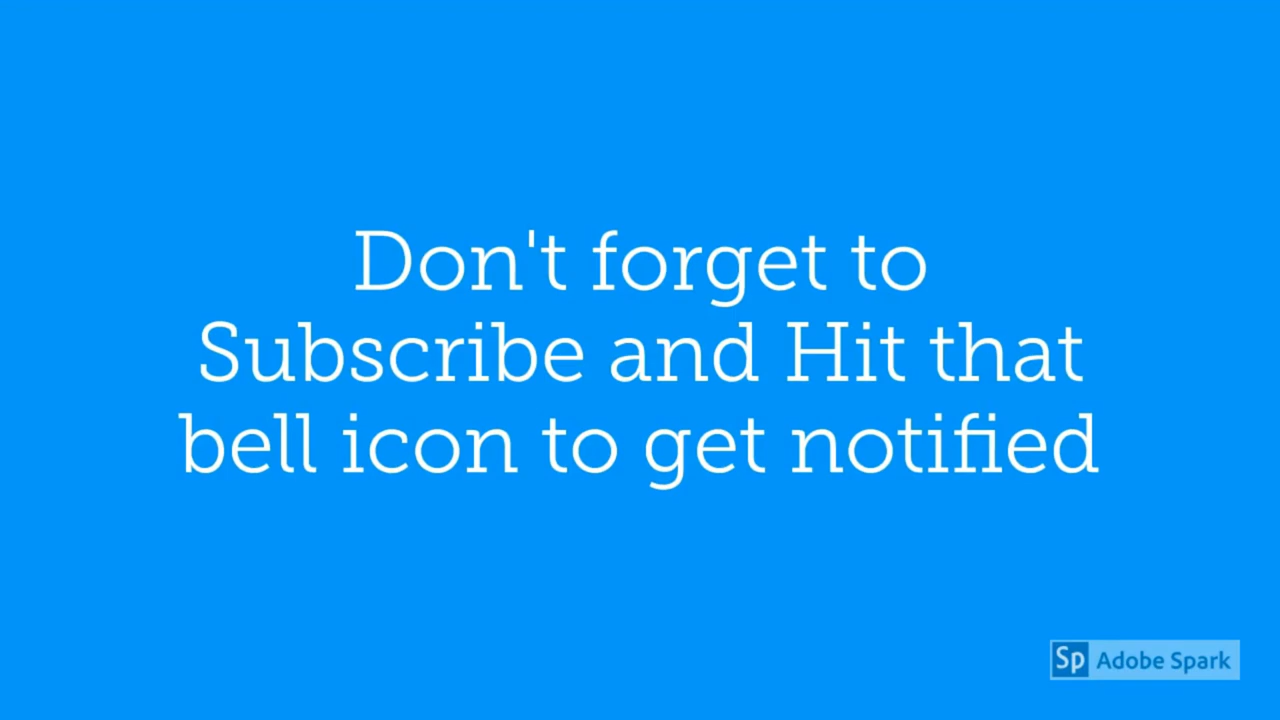 Don't forget to
Subscribe and Hit that
bell icon to get notified
Sp Adobe Spark